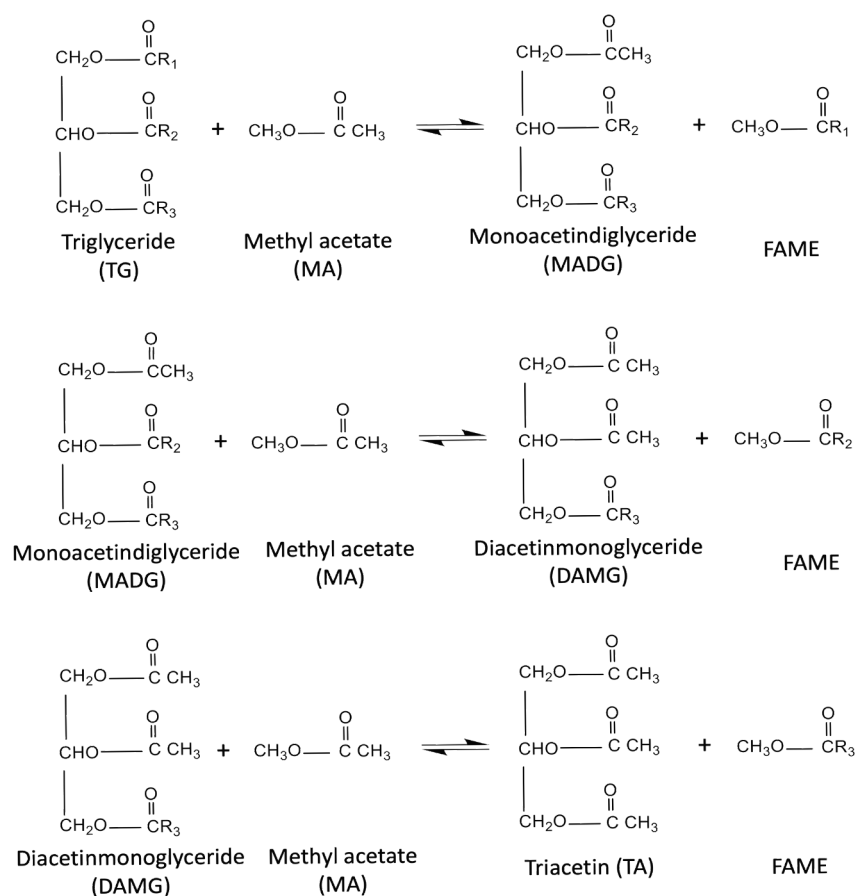 O O
CH₂O CR₁ CH₂O CCH₃
O O O O
CHO CR₂ + CH₃O C CH₃ CHO CR₂ + CH₃O CR₁
O O
CH₂O CR₃ CH₂O CR₃
Triglyceride Methyl acetate Monoacetindiglyceride FAME
(TG) (MA) (MADG)
O O
CH₂O CCH₃ CH₂O C CH₃
O O O O
CHO CR₂ + CH₃O C CH₃ CHO C CH₃ + CH₃O CR₂
O O
CH₂O CR₃ CH₂O CR₃
Monoacetindiglyceride Methyl acetate Diacetinmonoglyceride FAME
(MADG) (MA) (DAMG)
O O
CH₂O C CH₃ CH₂O C CH₃
O O O O
CHO C CH₃ + CH₃O C CH₃ CHO C CH₃ + CH₃O CR₃
O O
CH₂O CR₃ CH₂O C CH₃
Diacetinmonoglyceride Methyl acetate Triacetin (TA) FAME
(DAMG) (MA)